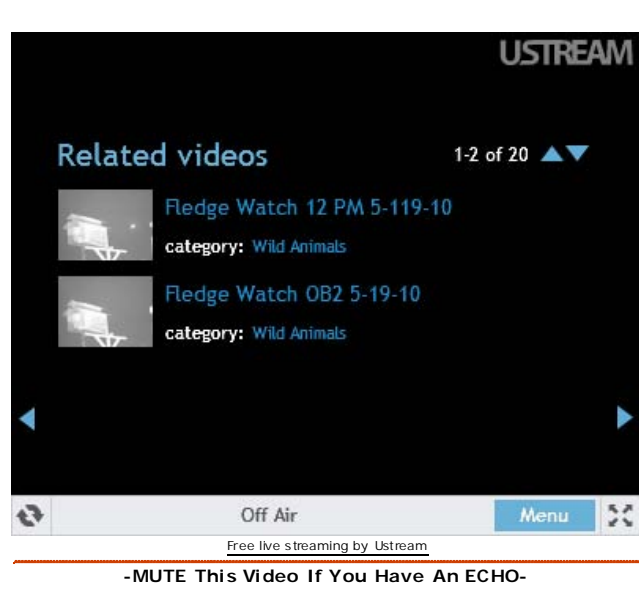 USTREAM
Related videos 1-2 of 20
Fledge Watch 12 PM 5-119-10
category: Wild Animals
Fledge Watch OB2 5-19-10
category: Wild Animals
Off Air Menu
Free live streaming by Ustream
-MUTE This Video If You Have An ECHO-